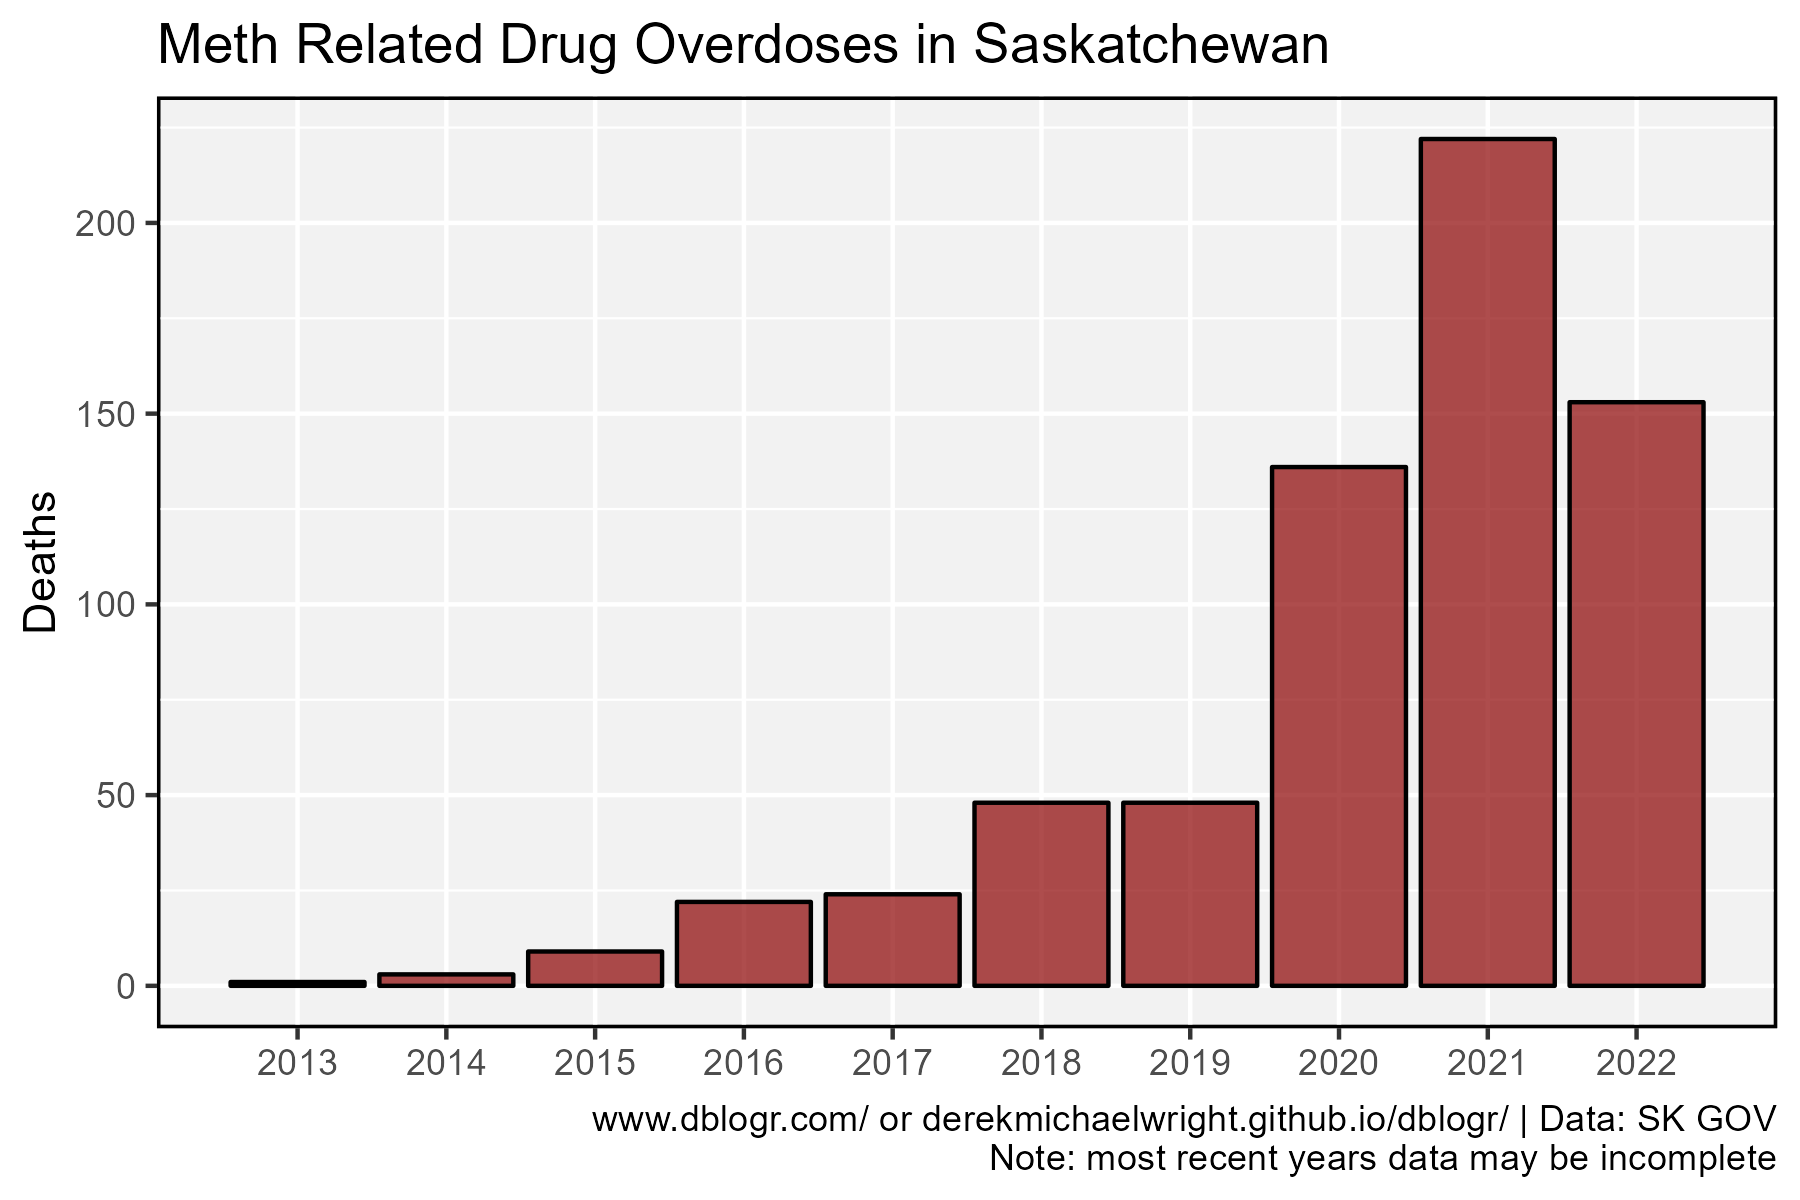 Meth Related Drug Overdoses in Saskatchewan
Deaths
200
150
100
50
0
2013 2014 2015 2016 2017 2018 2019 2020 2021 2022
www.dblogr.com/ or derekmichaelwright.github.io/dblogr/ | Data: SK GOV
Note: most recent years data may be incomplete